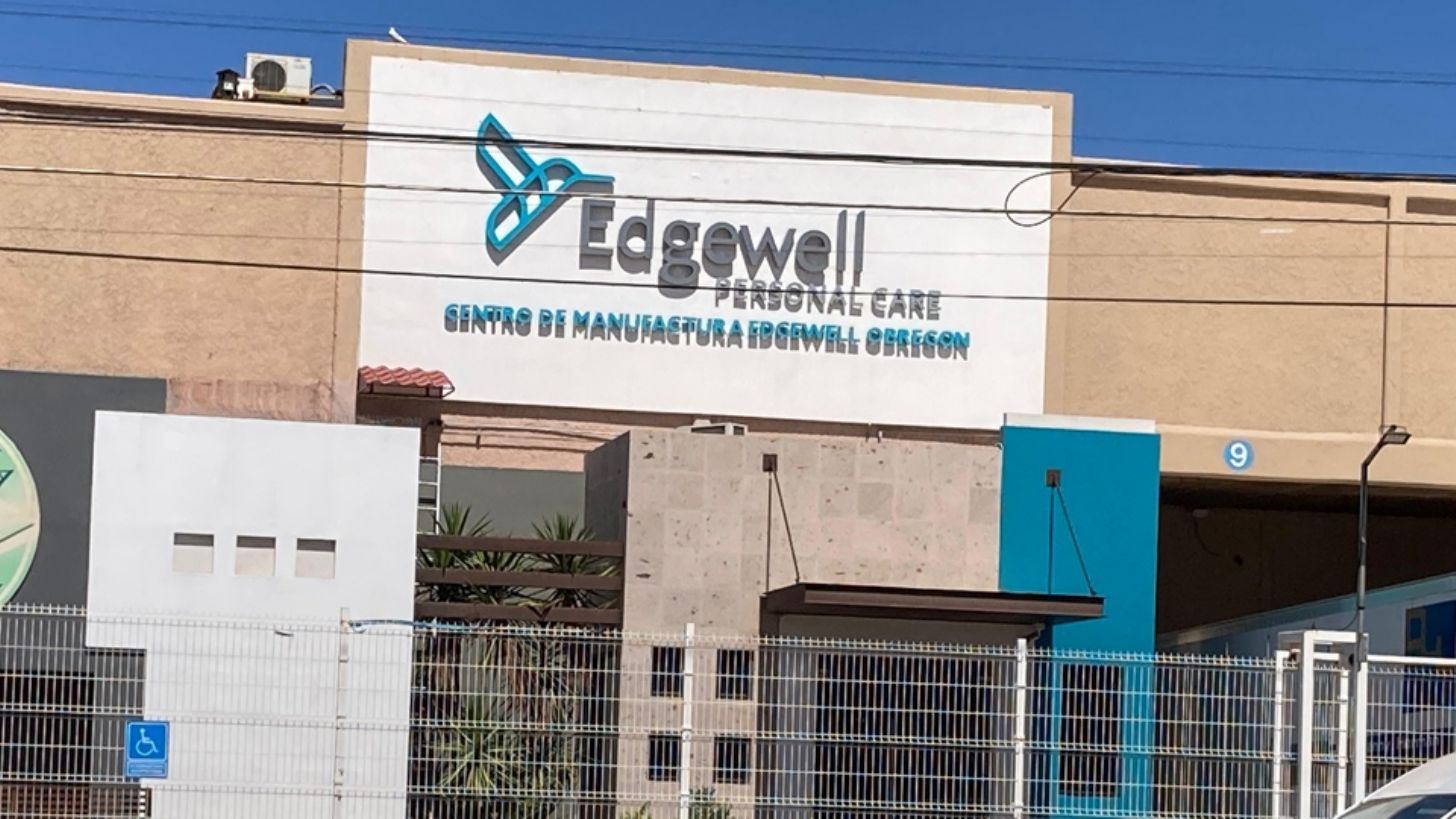 Edgewell
PERSONAL CARE
CENTRO DE MANUFACTURA EDGEWELL OBREGON
9